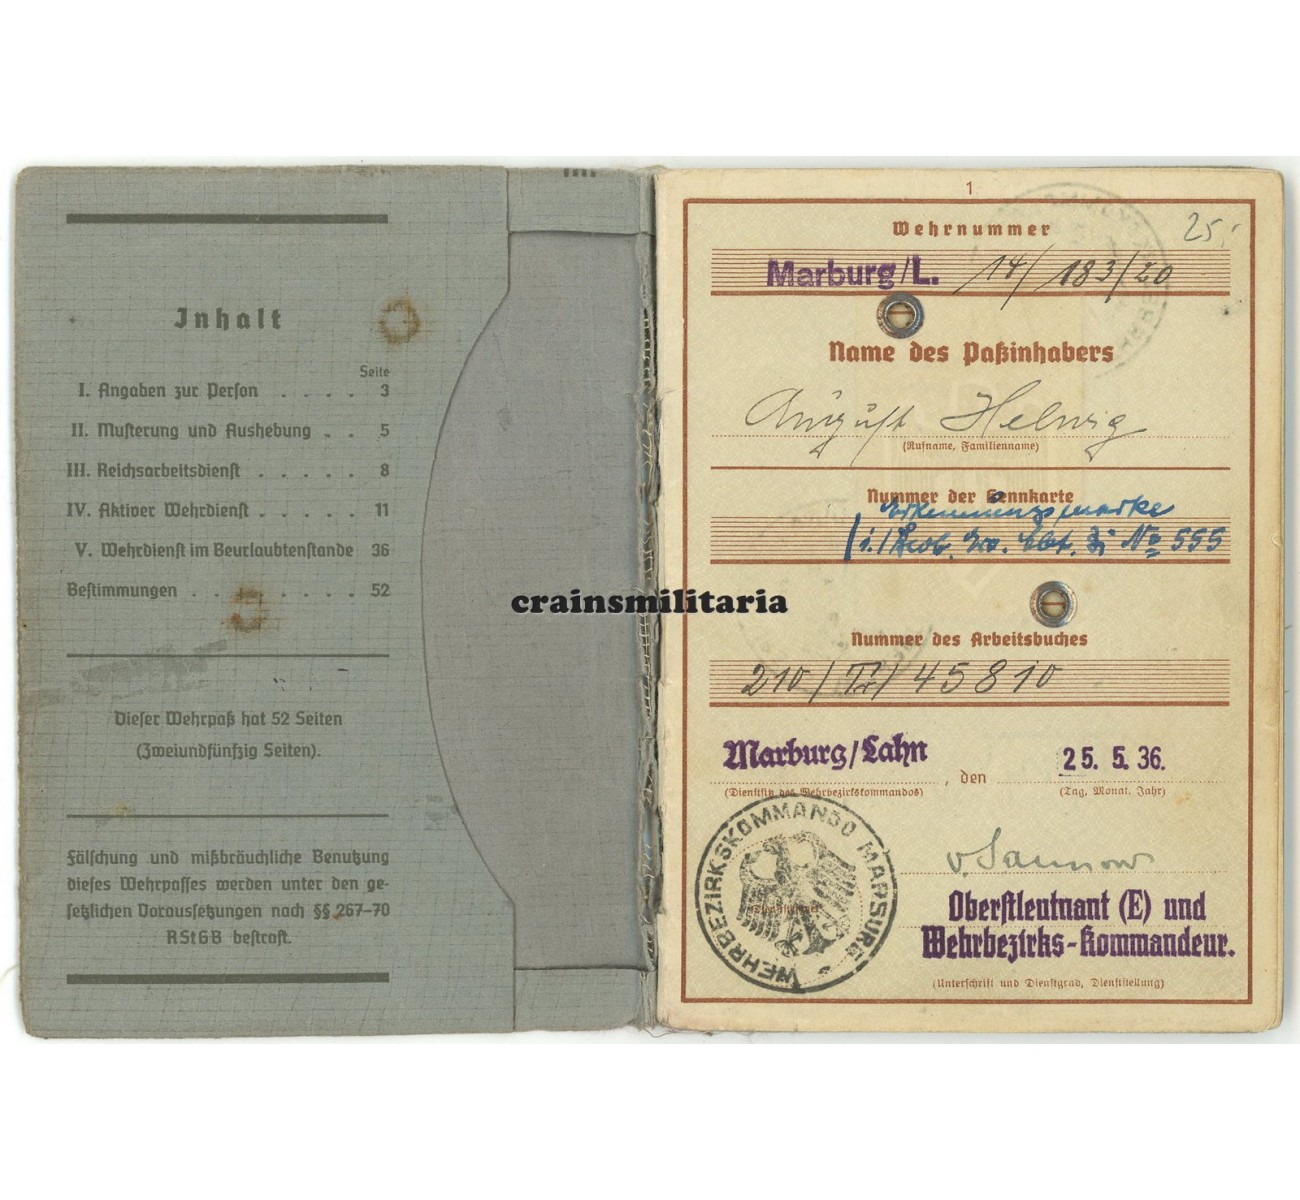 Inhalt
Seite
I. Angaben zur Person . . . . 3
II. Musterung und Aushebung . . 5
III. Reichsarbeitsdienst . . . . . 8
IV. Aktiver Wehrdienst . . . . . 11
V. Wehrdienst im Beurlaubtenstande 36
Bestimmungen . . . . . . . . 52
Dieser Wehrpaß hat 52 Seiten
(Zweiundfünfzig Seiten).
Fälschung und mißbräuchliche Benutzung
dieses Wehrpasses werden unter den ge-
setzlichen Voraussetzungen nach §§ 267–70
RStGB bestraft.
crainsmilitaria
1
25,-
Wehrnummer
Marburg/L. 14/183/20
Name des Paßinhabers
August Helwig
(Rufname, Familienname)
Nummer der Kennkarte
Erkennungsmarke
No 555
Nummer des Arbeitsbuches
210/Tr/45810
Marburg/Lahn, den 25. 5. 36.
(Dienstsitz des Wehrbezirkskommandos) (Tag, Monat, Jahr)
WEHRBEZIRKSKOMMANDO MARBURG
(Dienststempel)
Oberstleutnant (E) und
Wehrbezirks-Kommandeur.
(Unterschrift und Dienstgrad, Dienststellung)